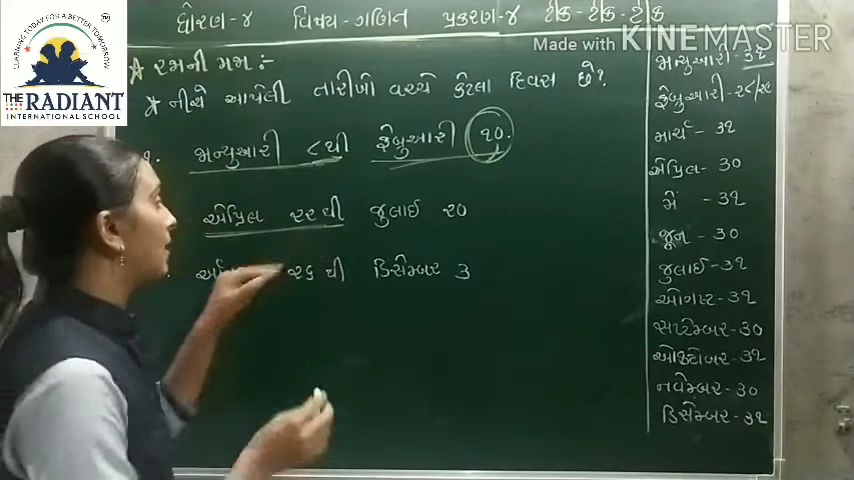 LEARNING TODAY FOR A BETTER TOMORROW
THE RADIANT
INTERNATIONAL SCHOOL
Made with KINEMASTER
ધોરણ-૪ વિષય-ગણિત પ્રકરણ-૪ ટીક-ટીક-ટીક
★ રમની મમ:-
★ નીચે આપેલી તારીખો વચ્ચે કેટલા દિવસ છે?
૧. જાન્યુઆરી ૮થી ફેબ્રુઆરી ૧૦.
એપ્રિલ ૨૨થી જુલાઈ ૨૦
૨૬ થી ડિસેમ્બર ૩
જાન્યુઆરી-૩૧
ફેબ્રુઆરી-૨૮/૨૯
માર્ચ - ૩૧
એપ્રિલ- ૩૦
મે - ૩૧
જૂન - ૩૦
જુલાઈ-૩૧
ઓગસ્ટ-૩૧
સપ્ટેમ્બર-૩૦
ઓક્ટોબર-૩૧
નવેમ્બર-૩૦
ડિસેમ્બર-૩૧